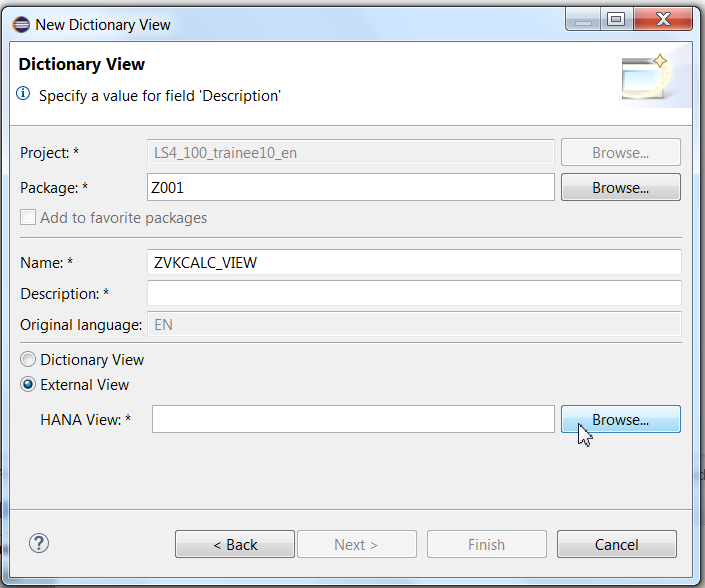 New Dictionary View
Dictionary View
Specify a value for field 'Description'
Project: * LS4_100_trainee10_en Browse...
Package: * Z001 Browse...
Add to favorite packages
Name: * ZVKCALC_VIEW
Description: *
Original language: EN
Dictionary View
External View
HANA View: * Browse...
? < Back Next > Finish Cancel